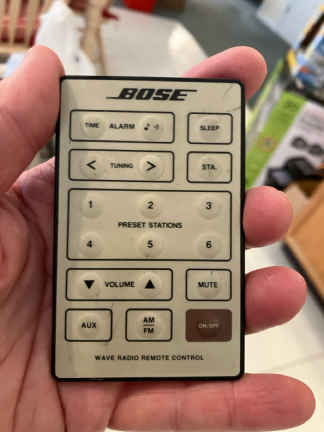 BOSE
TIME ALARM SLEEP
< TUNING > STA.
1 2 3
PRESET STATIONS
4 5 6
▼ VOLUME ▲ MUTE
AUX AM FM ON/OFF
WAVE RADIO REMOTE CONTROL